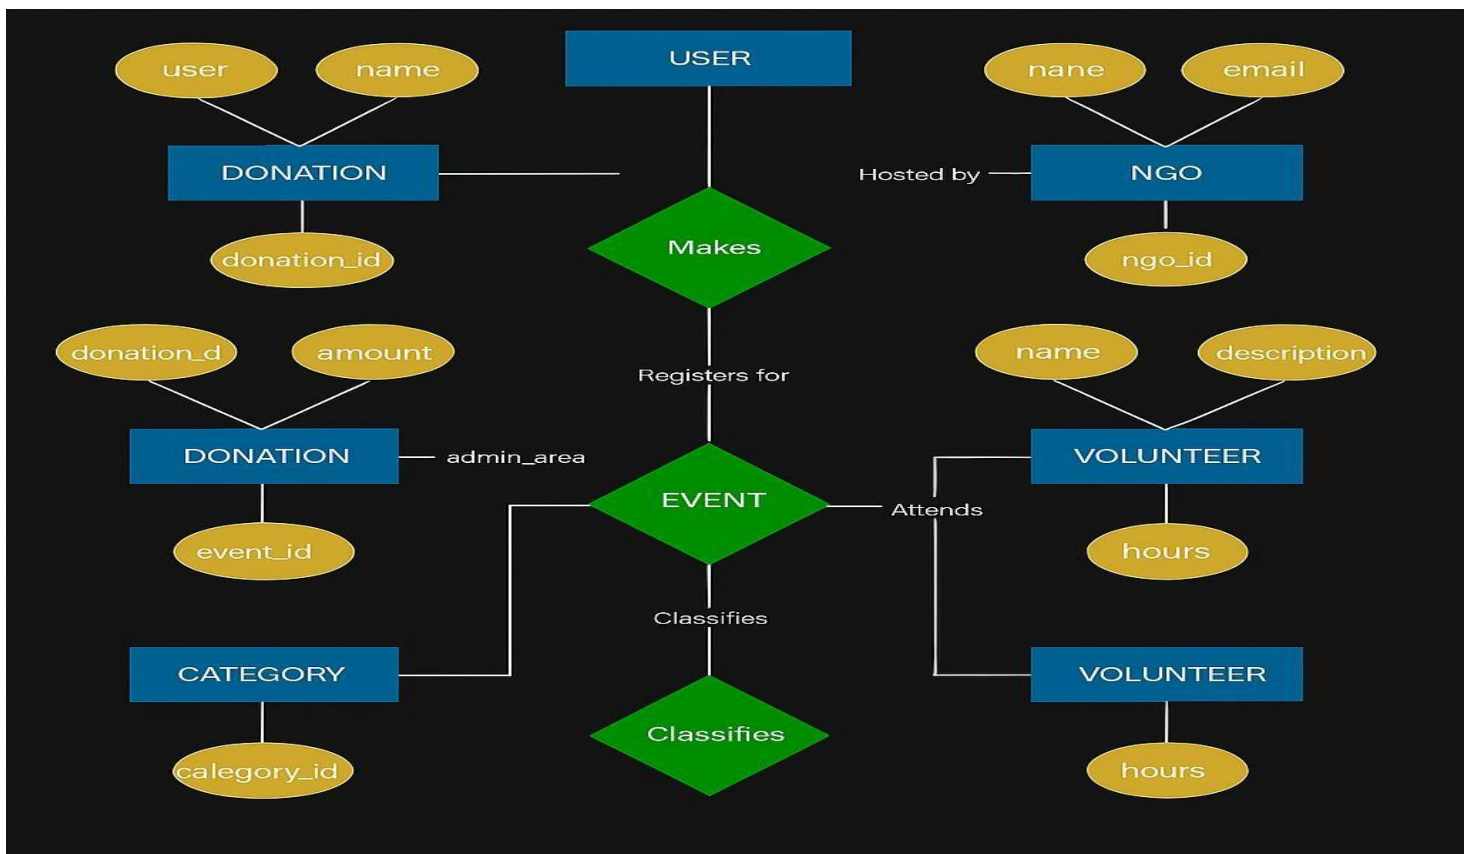 user
name
USER
nane
email
DONATION
Hosted by
NGO
donation_id
Makes
ngo_id
donation_d
amount
Registers for
name
description
DONATION
admin_area
EVENT
Attends
VOLUNTEER
event_id
hours
Classifies
CATEGORY
VOLUNTEER
calegory_id
Classifies
hours